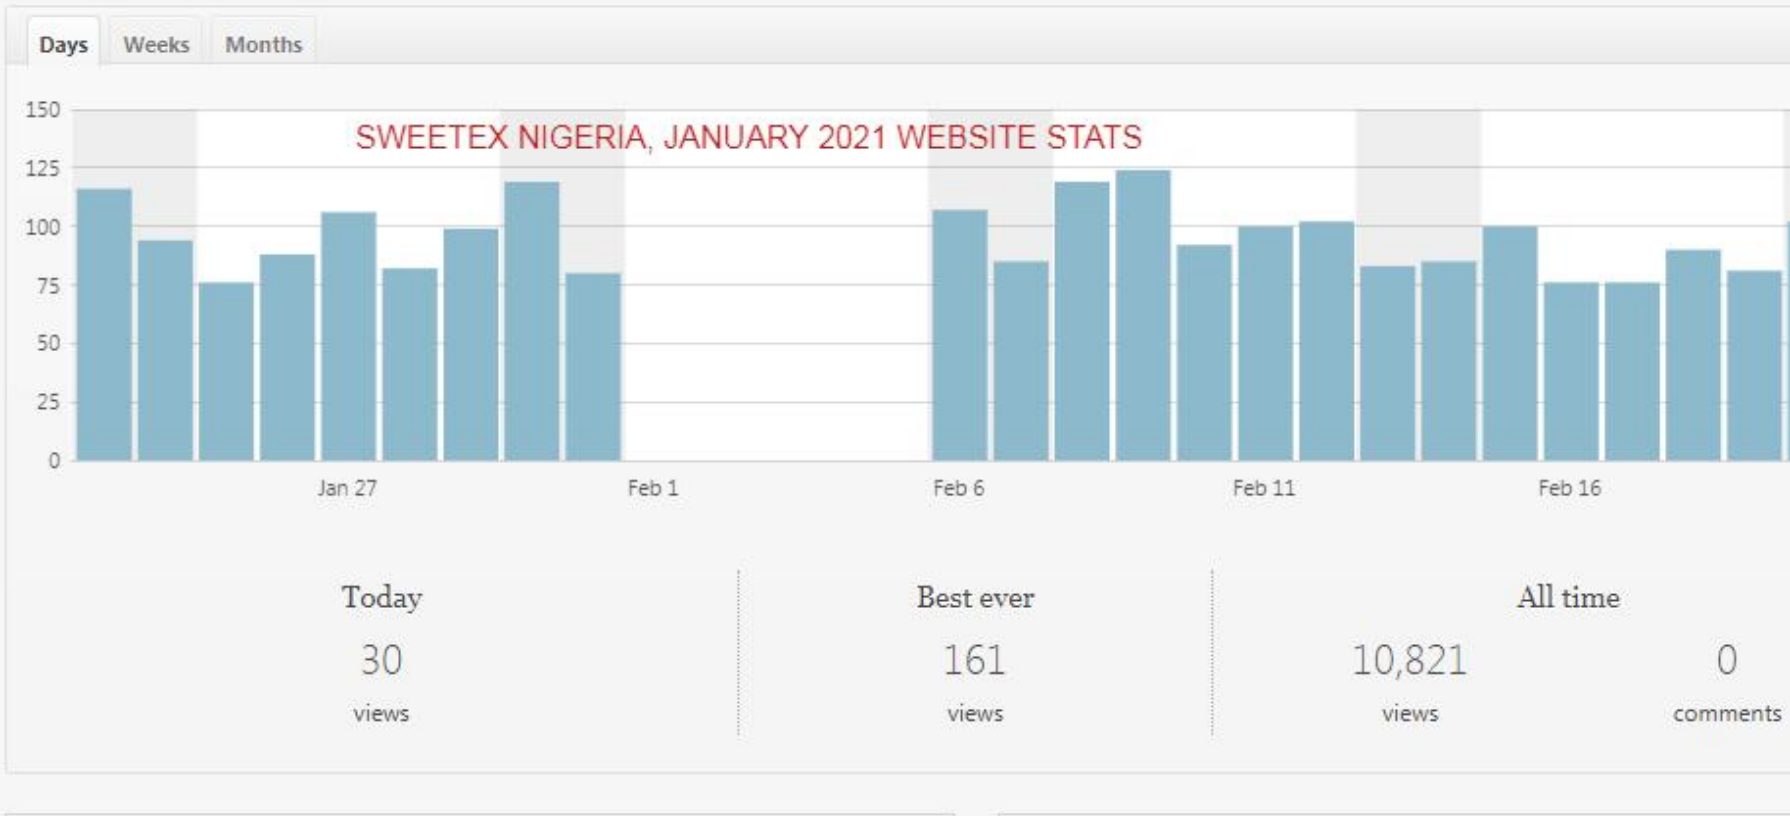 Days Weeks Months
150
SWEETEX NIGERIA, JANUARY 2021 WEBSITE STATS
125
100
75
50
25
0
Jan 27 Feb 1 Feb 6 Feb 11 Feb 16
Today Best ever All time
30 161 10,821 0
views views views comments